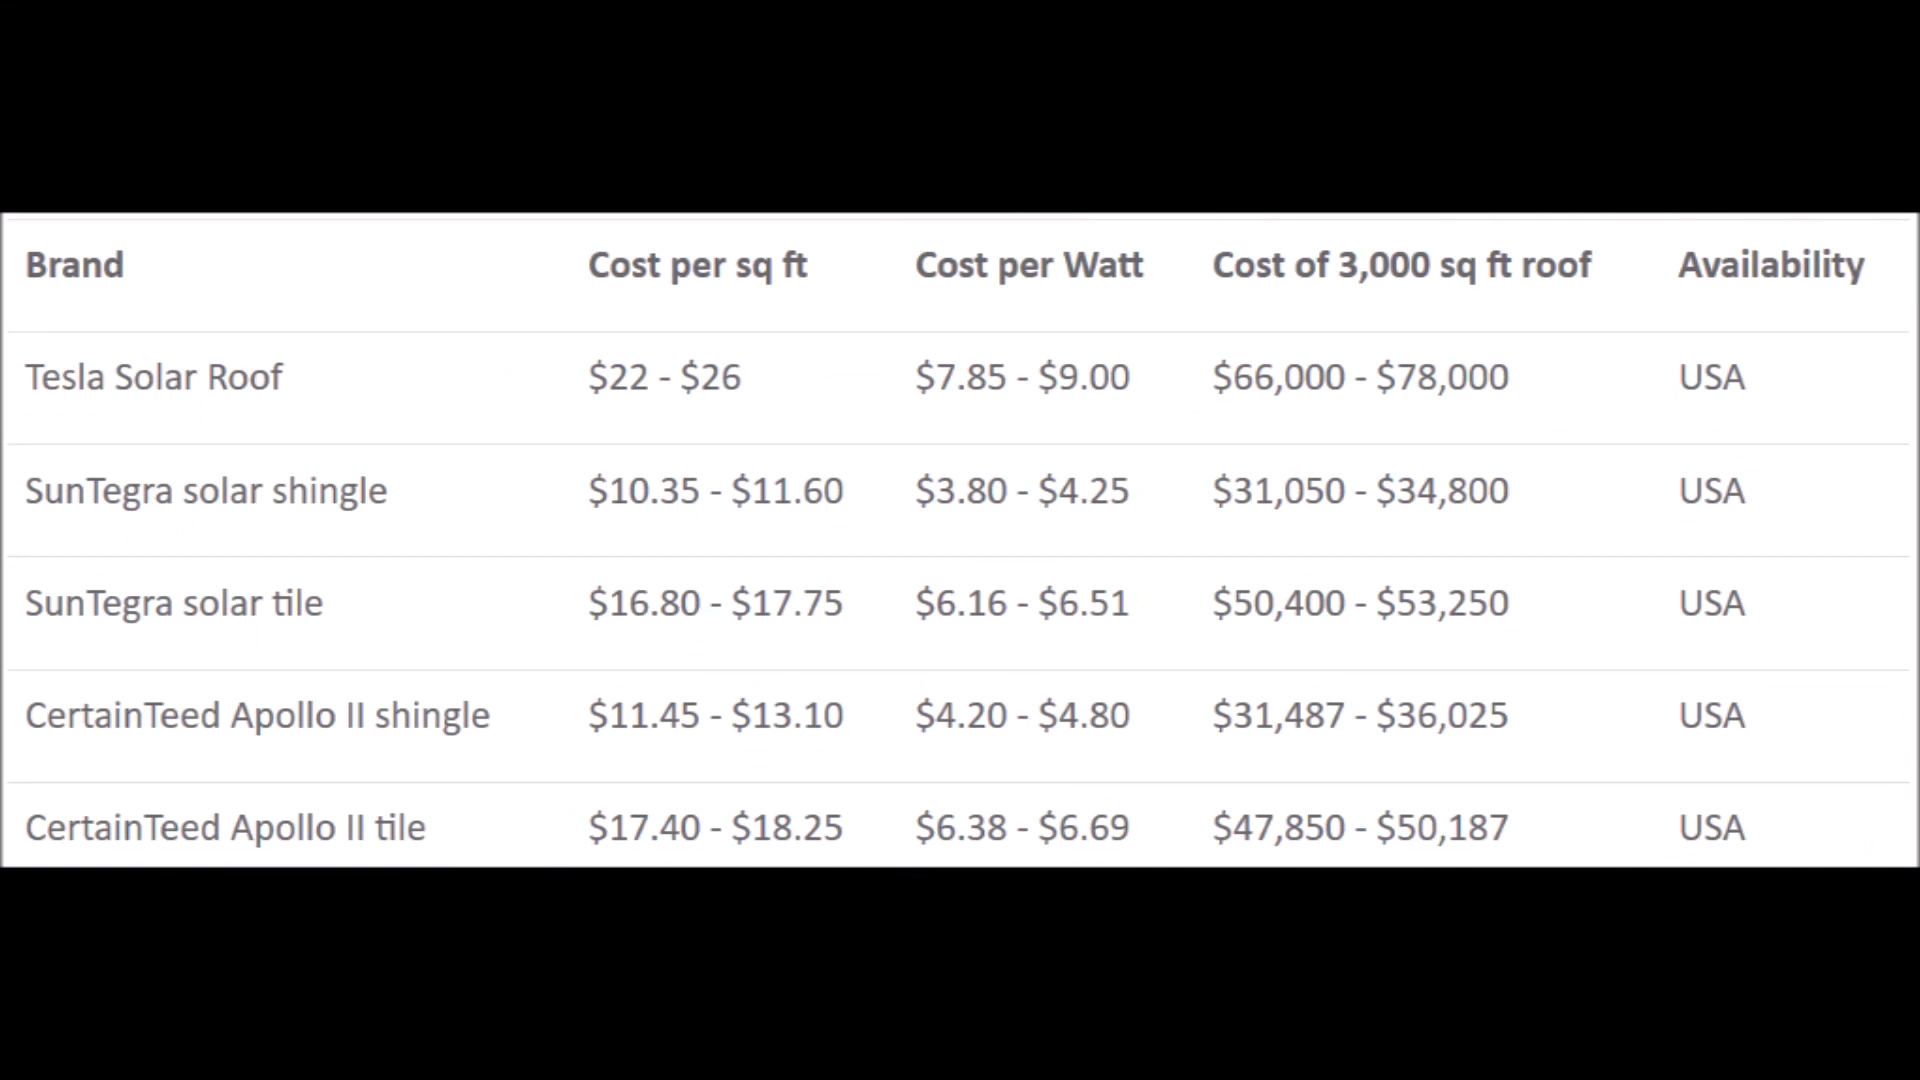 Brand Cost per sq ft Cost per Watt Cost of 3,000 sq ft roof Availability
Tesla Solar Roof $22 - $26 $7.85 - $9.00 $66,000 - $78,000 USA
SunTegra solar shingle $10.35 - $11.60 $3.80 - $4.25 $31,050 - $34,800 USA
SunTegra solar tile $16.80 - $17.75 $6.16 - $6.51 $50,400 - $53,250 USA
CertainTeed Apollo II shingle $11.45 - $13.10 $4.20 - $4.80 $31,487 - $36,025 USA
CertainTeed Apollo II tile $17.40 - $18.25 $6.38 - $6.69 $47,850 - $50,187 USA